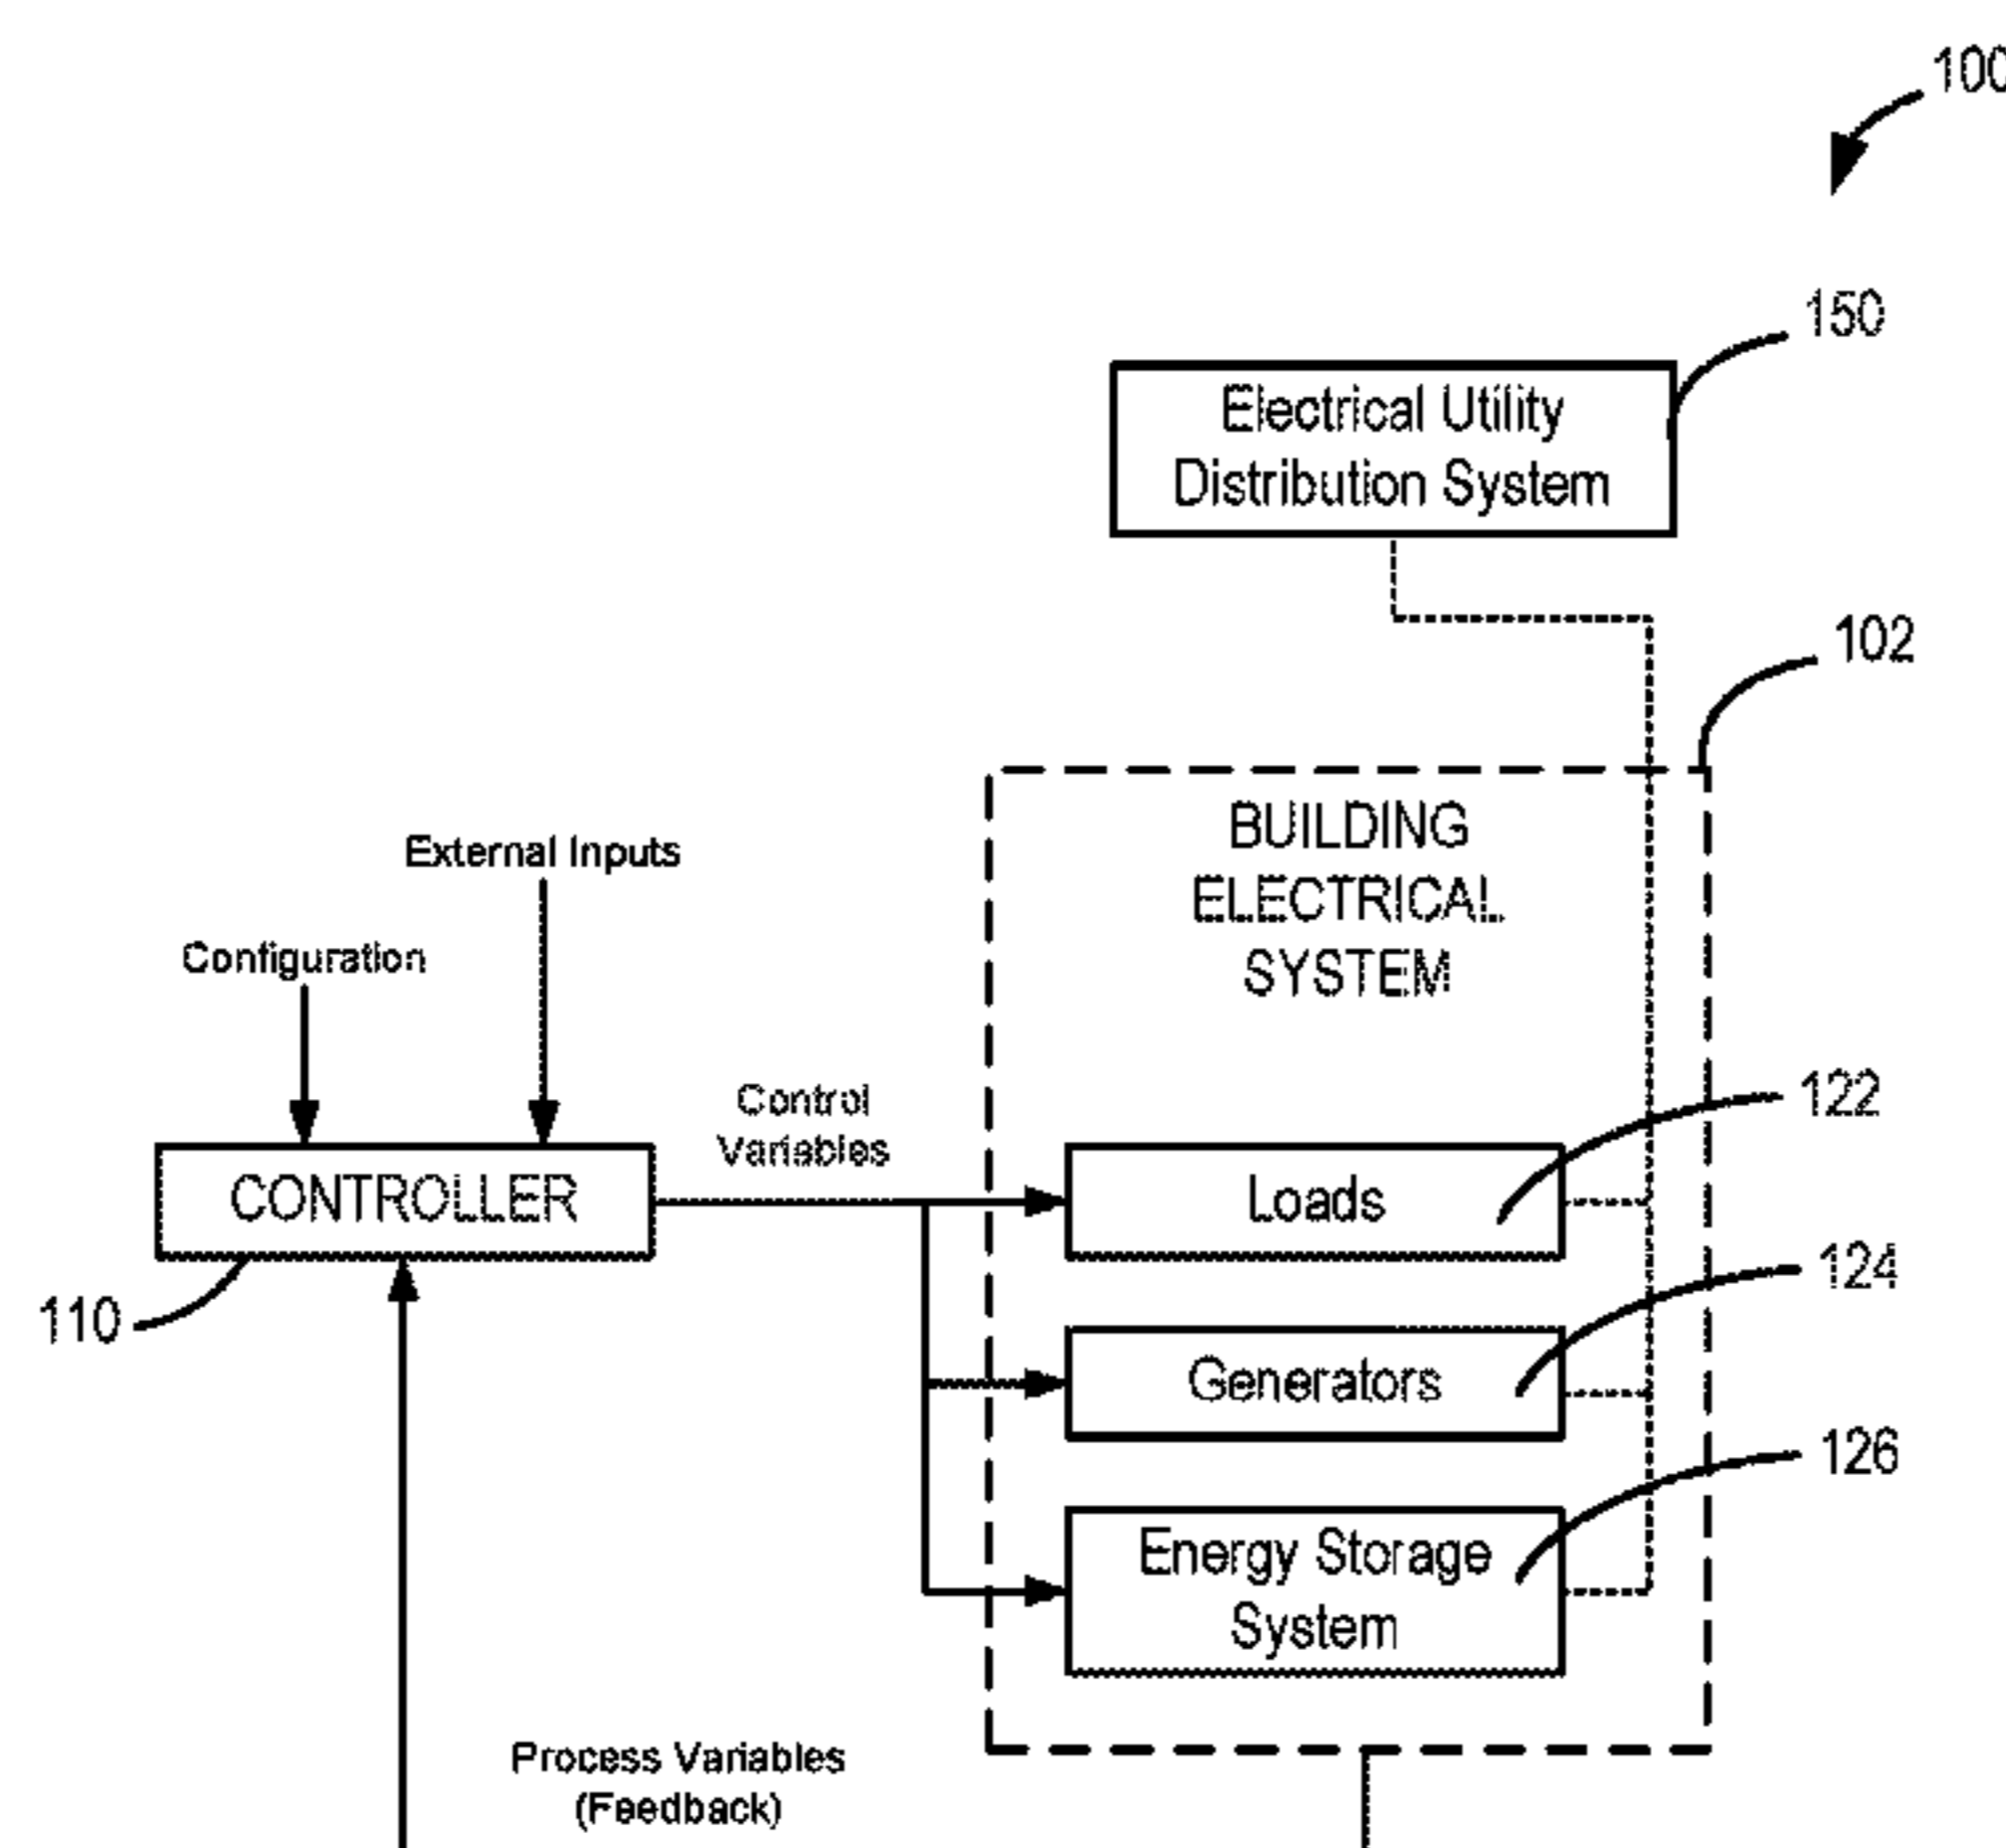 100
150
Electrical Utility
Distribution System
102
BUILDING
ELECTRICAL
SYSTEM
External Inputs
Configuration
Control
Variables
CONTROLLER
110
Loads
122
Generators
124
Energy Storage
System
126
Process Variables
(Feedback)